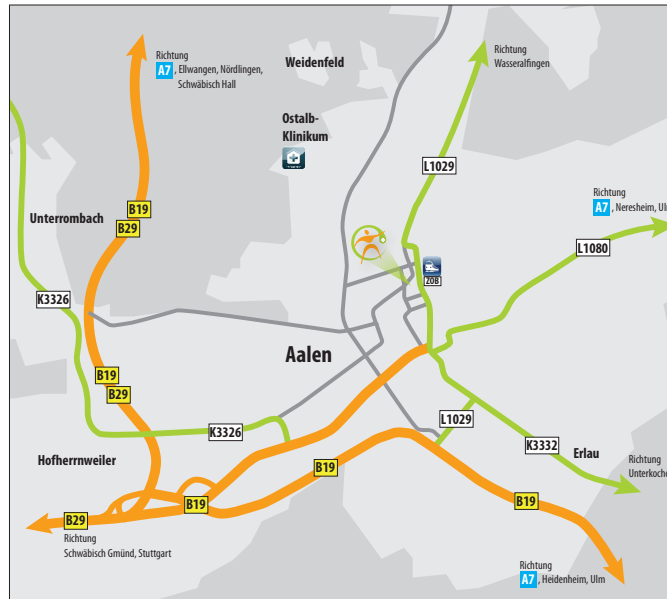 Richtung
A7, Ellwangen, Nördlingen,
Schwäbisch Hall
Weidenfeld
Richtung
Wasseralfingen
Ostalb-
Klinikum
L1029
Richtung
A7, Neresheim, Ulm
Unterrombach
B19
B29
L1080
ZOB
K3326
Aalen
B19
B29
K3326
L1029
K3332
Erlau
Hofherrnweiler
B19
Richtung
Unterkoche
B19
B19
B29
Richtung
Schwäbisch Gmünd, Stuttgart
Richtung
A7, Heidenheim, Ulm